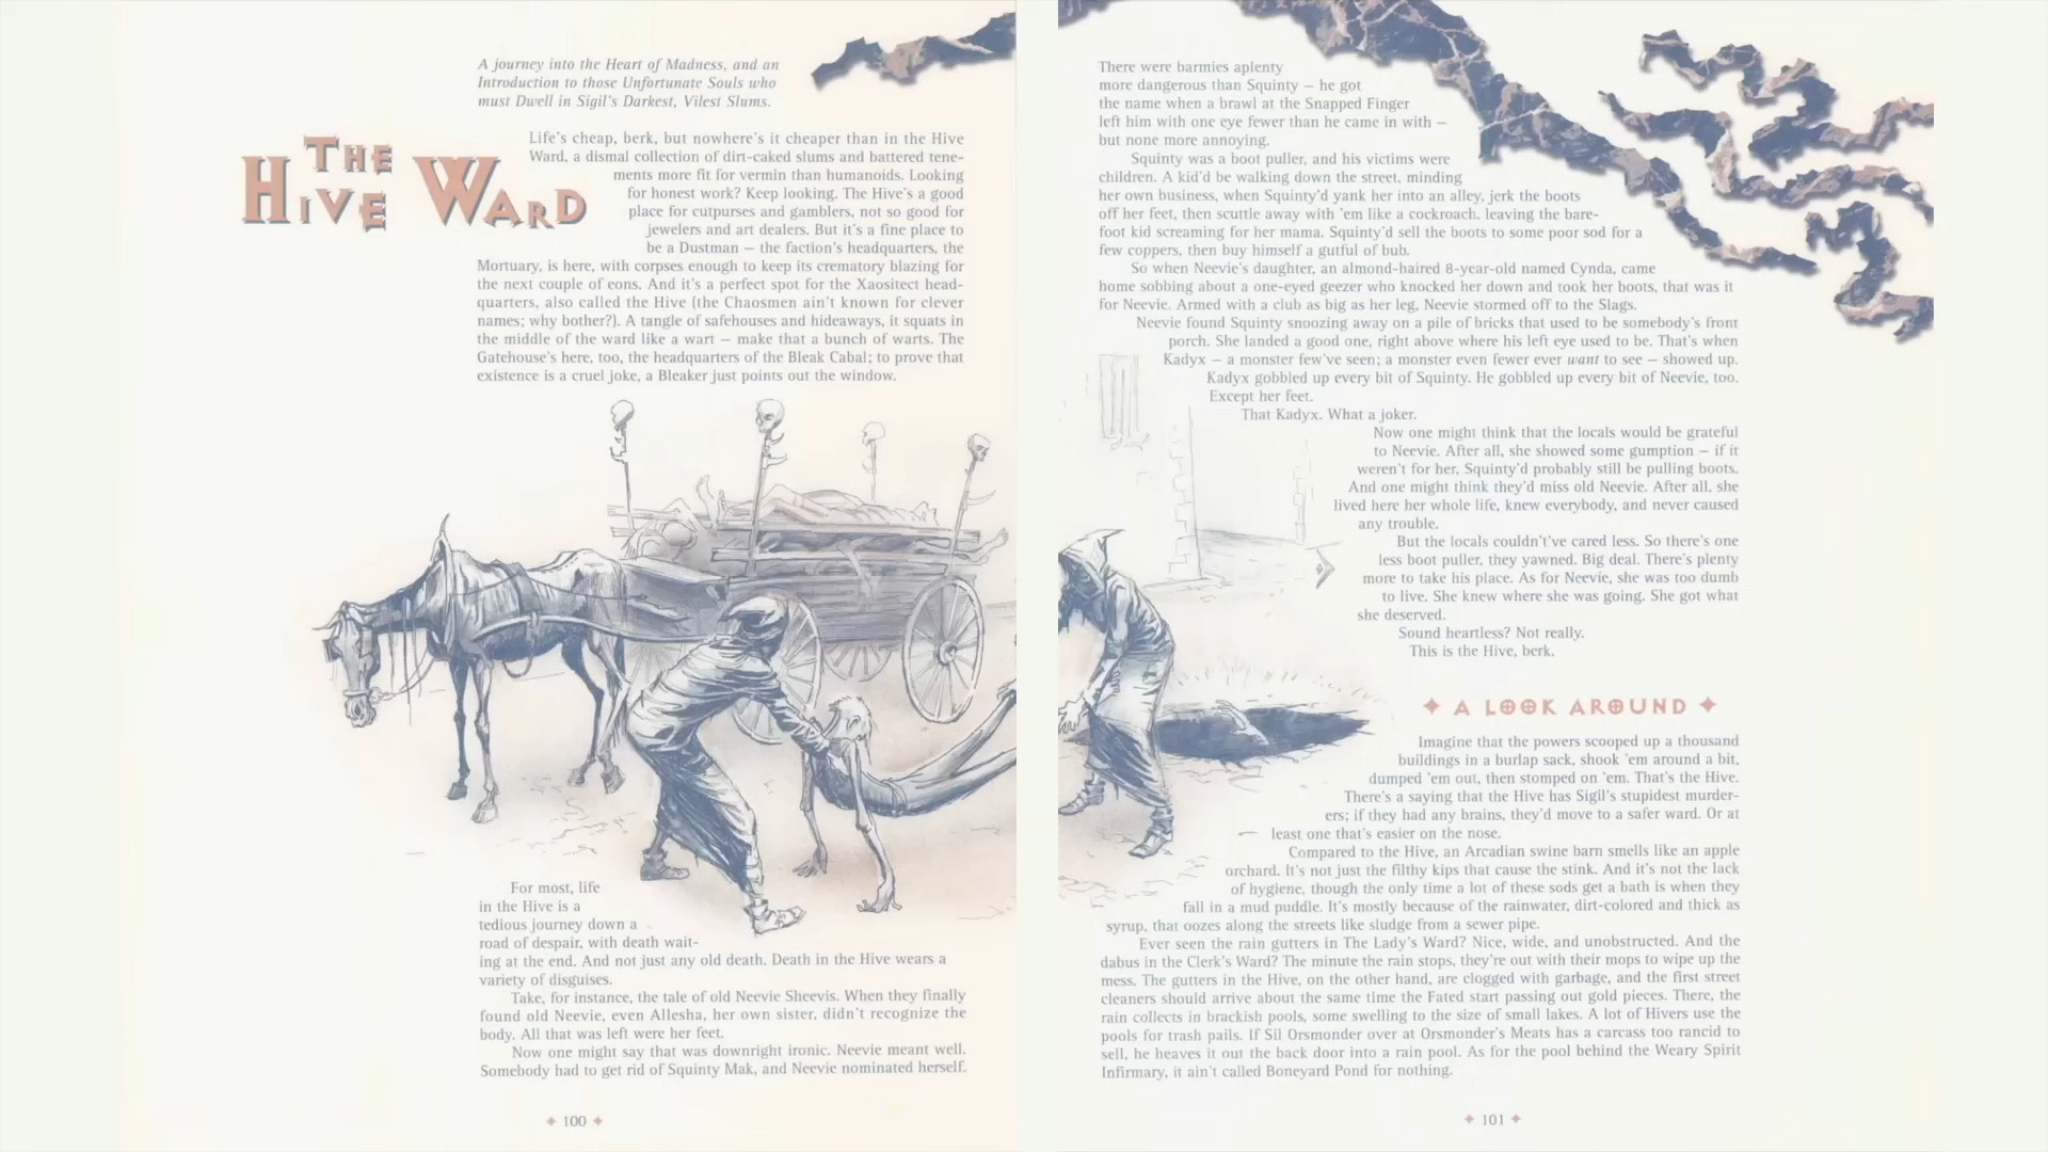 A journey into the Heart of Madness, and an
Introduction to those Unfortunate Souls who
must Dwell in Sigil's Darkest, Vilest Slums.
THE
HIVE WARD
Life's cheap, berk, but nowhere's it cheaper than in the Hive
Ward, a dismal collection of dirt-caked slums and battered tene-
ments more fit for vermin than humanoids. Looking
for honest work? Keep looking. The Hive's a good
place for cutpurses and gamblers, not so good for
jewelers and art dealers. But it's a fine place to
be a Dustman — the faction's headquarters, the
Mortuary, is here, with corpses enough to keep its crematory blazing for
the next couple of eons. And it's a perfect spot for the Xaositect head-
quarters, also called the Hive (the Chaosmen ain't known for clever
names; why bother?). A tangle of safehouses and hideaways, it squats in
the middle of the ward like a wart — make that a bunch of warts. The
Gatehouse's here, too, the headquarters of the Bleak Cabal; to prove that
existence is a cruel joke, a Bleaker just points out the window.
For most, life
in the Hive is a
tedious journey down a
road of despair, with death wait-
ing at the end. And not just any old death. Death in the Hive wears a
variety of disguises.
Take, for instance, the tale of old Neevie Sheevis. When they finally
found old Neevie, even Allesha, her own sister, didn't recognize the
body. All that was left were her feet.
Now one might say that was downright ironic. Neevie meant well.
Somebody had to get rid of Squinty Mak, and Neevie nominated herself.
100
There were barmies aplenty
more dangerous than Squinty — he got
the name when a brawl at the Snapped Finger
left him with one eye fewer than he came in with —
but none more annoying.
Squinty was a boot puller, and his victims were
children. A kid'd be walking down the street, minding
her own business, when Squinty'd yank her into an alley, jerk the boots
off her feet, then scuttle away with 'em like a cockroach, leaving the bare-
foot kid screaming for her mama. Squinty'd sell the boots to some poor sod for a
few coppers, then buy himself a gutful of bub.
So when Neevie's daughter, an almond-haired 8-year-old named Cynda, came
home sobbing about a one-eyed geezer who knocked her down and took her boots, that was it
for Neevie. Armed with a club as big as her leg, Neevie stormed off to the Slags.
Neevie found Squinty snoozing away on a pile of bricks that used to be somebody's front
porch. She landed a good one, right above where his left eye used to be. That's when
Kadyx — a monster few've seen; a monster even fewer ever want to see — showed up.
Kadyx gobbled up every bit of Squinty. He gobbled up every bit of Neevie, too.
Except her feet.
That Kadyx. What a joker.
Now one might think that the locals would be grateful
to Neevie. After all, she showed some gumption — if it
weren't for her, Squinty'd probably still be pulling boots.
And one might think they'd miss old Neevie. After all, she
lived here her whole life, knew everybody, and never caused
any trouble.
But the locals couldn't've cared less. So there's one
less boot puller, they yawned. Big deal. There's plenty
more to take his place. As for Neevie, she was too dumb
to live. She knew where she was going. She got what
she deserved.
Sound heartless? Not really.
This is the Hive, berk.
A LOOK AROUND
Imagine that the powers scooped up a thousand
buildings in a burlap sack, shook 'em around a bit,
dumped 'em out, then stomped on 'em. That's the Hive.
There's a saying that the Hive has Sigil's stupidest murder-
ers; if they had any brains, they'd move to a safer ward. Or at
least one that's easier on the nose.
Compared to the Hive, an Arcadian swine barn smells like an apple
orchard. It's not just the filthy kips that cause the stink. And it's not the lack
of hygiene, though the only time a lot of these sods get a bath is when they
fall in a mud puddle. It's mostly because of the rainwater, dirt-colored and thick as
syrup, that oozes along the streets like sludge from a sewer pipe.
Ever seen the rain gutters in The Lady's Ward? Nice, wide, and unobstructed. And the
dabus in the Clerk's Ward? The minute the rain stops, they're out with their mops to wipe up the
mess. The gutters in the Hive, on the other hand, are clogged with garbage, and the first street
cleaners should arrive about the same time the Fated start passing out gold pieces. There, the
rain collects in brackish pools, some swelling to the size of small lakes. A lot of Hivers use the
pools for trash pails. If Sil Orsmonder over at Orsmonder's Meats has a carcass too rancid to
sell, he heaves it out the back door into a rain pool. As for the pool behind the Weary Spirit
Infirmary, it ain't called Boneyard Pond for nothing.
101